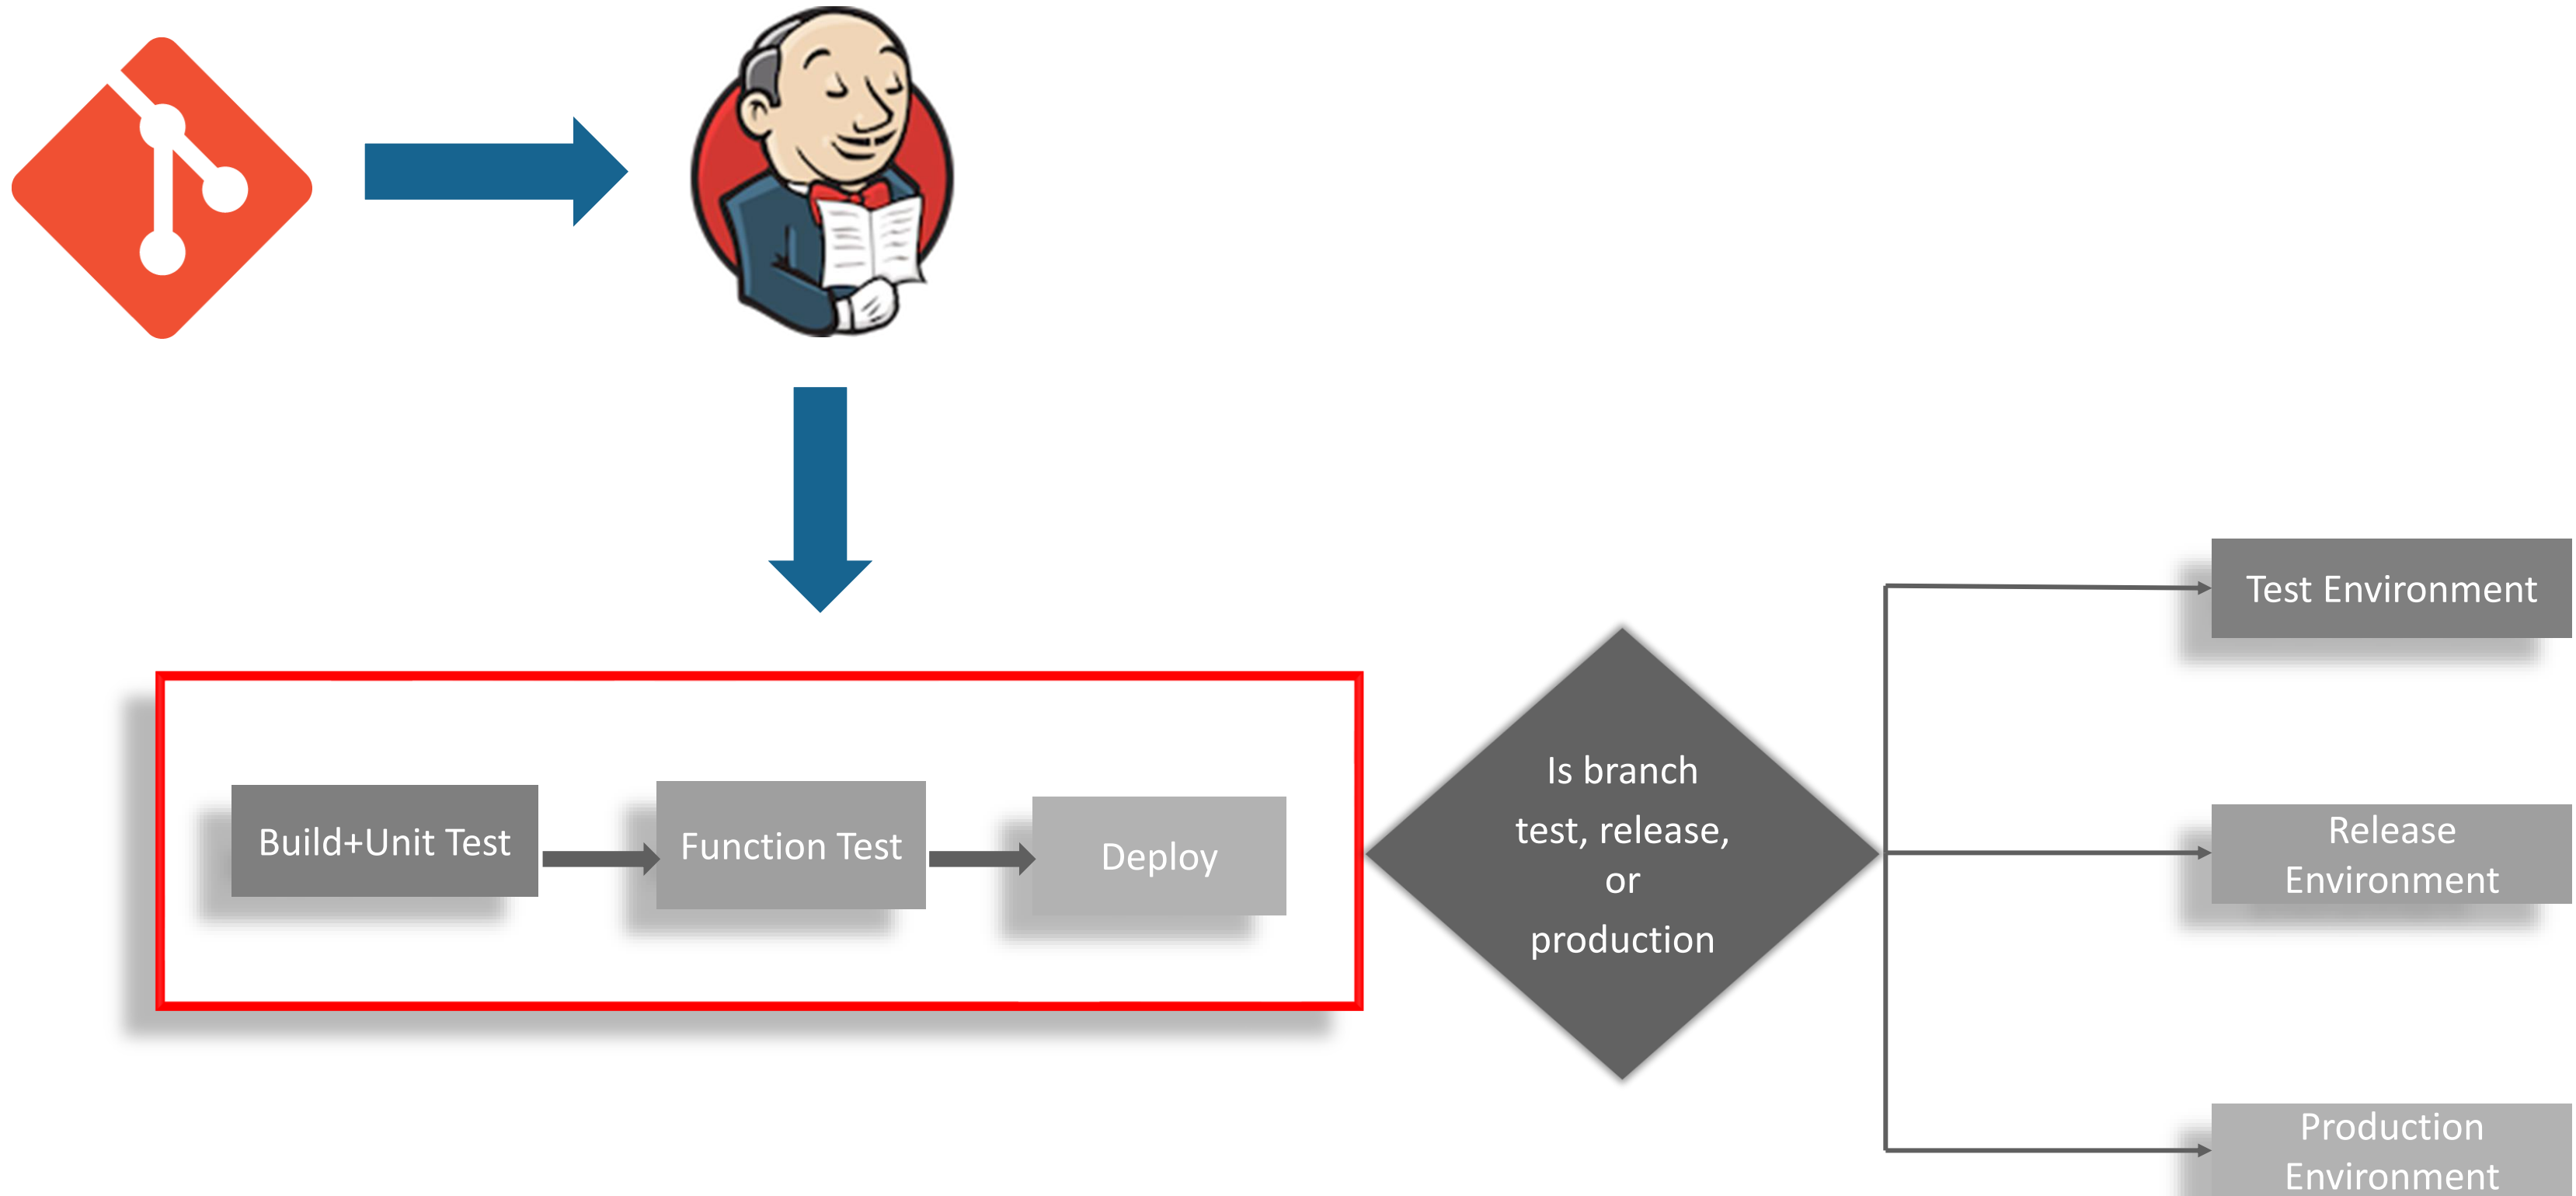 Build+Unit Test
Function Test
Deploy
Is branch
test, release,
or
production
Test Environment
Release
Environment
Production
Environment